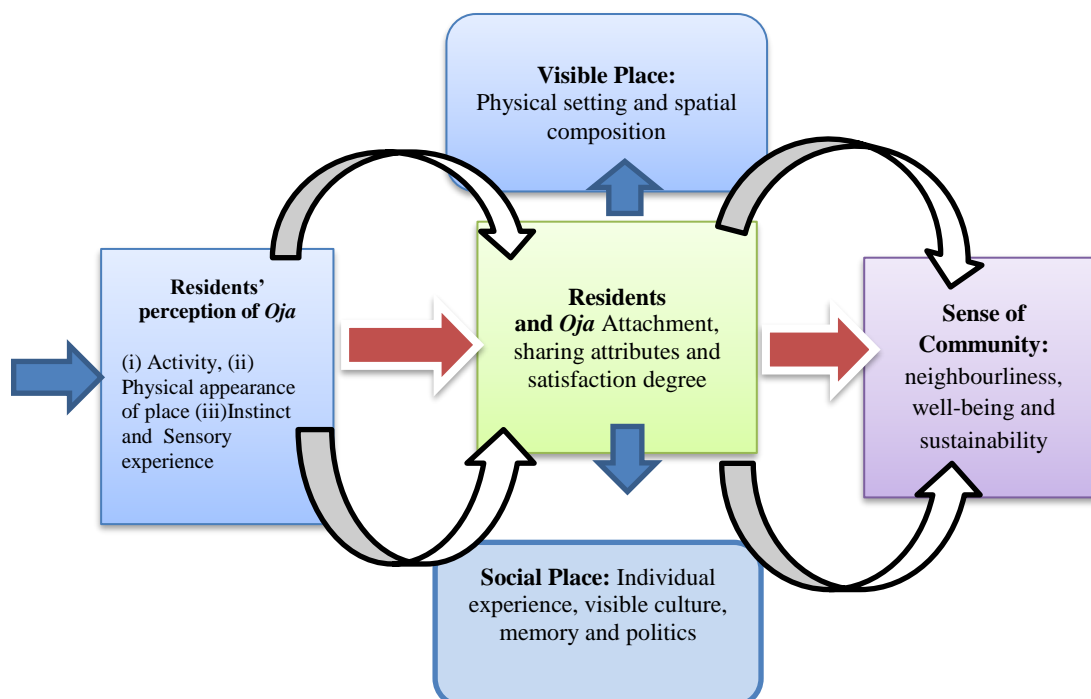 Visible Place:
Physical setting and spatial
composition
Residents’
perception of Oja
(i) Activity, (ii)
Physical appearance
of place (iii)Instinct
and Sensory
experience
Residents
and Oja Attachment,
sharing attributes and
satisfaction degree
Sense of
Community:
neighbourliness,
well-being and
sustainability
Social Place: Individual
experience, visible culture,
memory and politics